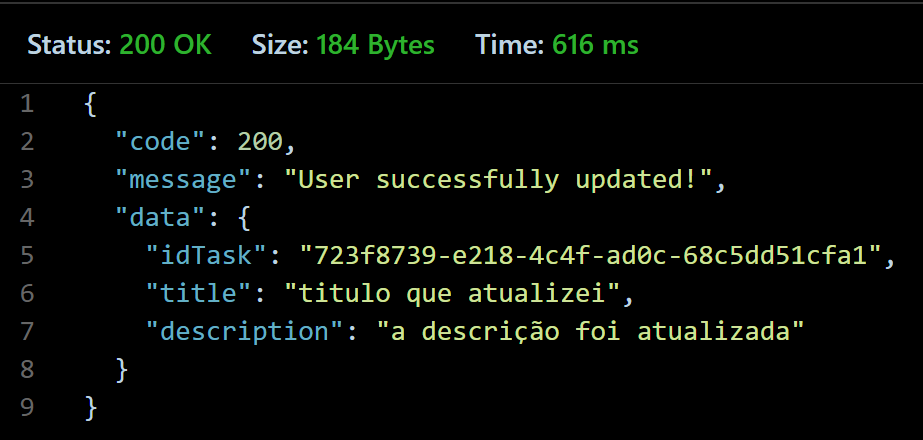 Status: 200 OK Size: 184 Bytes Time: 616 ms
1 {
2 "code": 200,
3 "message": "User successfully updated!",
4 "data": {
5 "idTask": "723f8739-e218-4c4f-ad0c-68c5dd51cfa1",
6 "title": "titulo que atualizei",
7 "description": "a descrição foi atualizada"
8 }
9 }